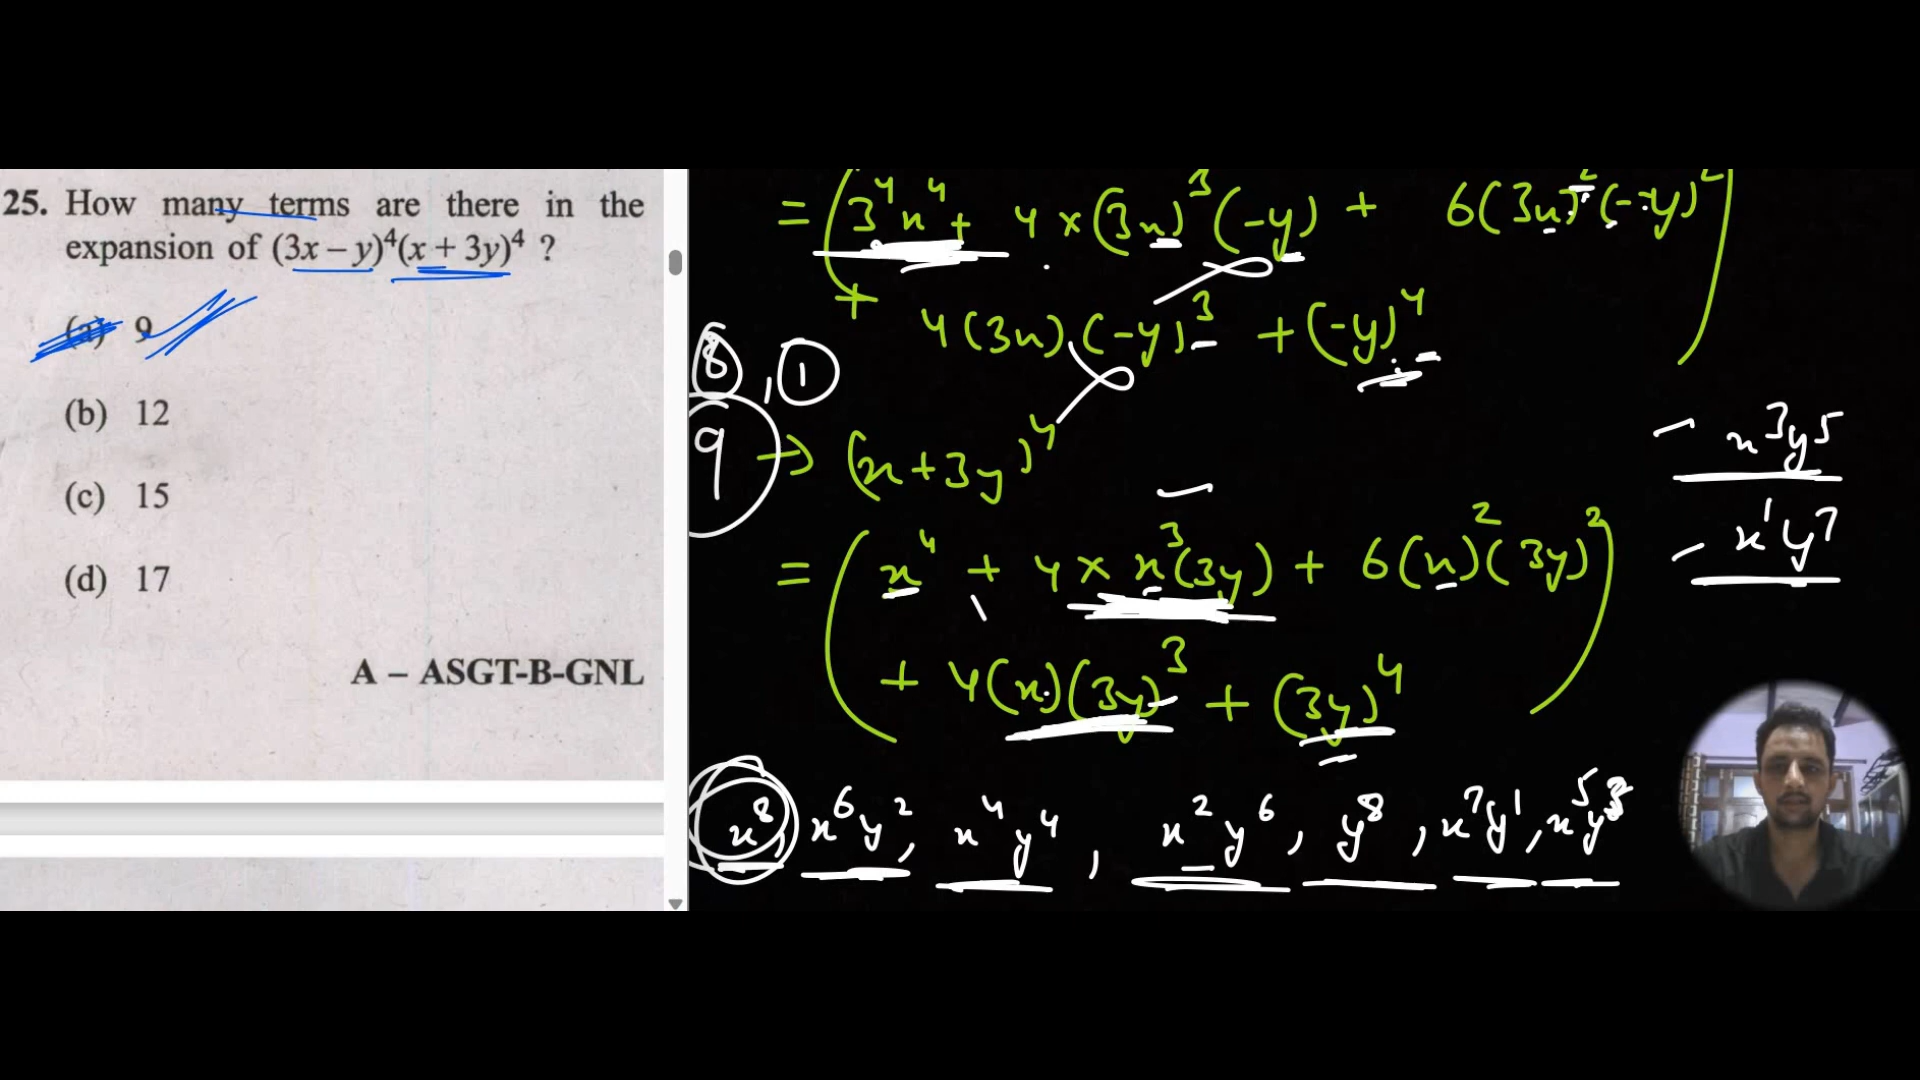 25. How many terms are there in the
expansion of (3x – y)⁴(x + 3y)⁴ ?
(a) 9
(b) 12
(c) 15
(d) 17
A – ASGT-B-GNL
= (3⁴x⁴ + 4 × (3x)³(-y) + 6(3x)²(-y)²
+ 4(3x)(-y)³ + (-y)⁴)
8, 1
9 → (x+3y)⁴
= (x⁴ + 4 × x³(3y) + 6(x)²(3y)²
+ 4(x)(3y)³ + (3y)⁴)
x³y⁵
x¹y⁷
x⁸, x⁶y², x⁴y⁴, x²y⁶, y⁸, x⁷y¹, x⁵y³